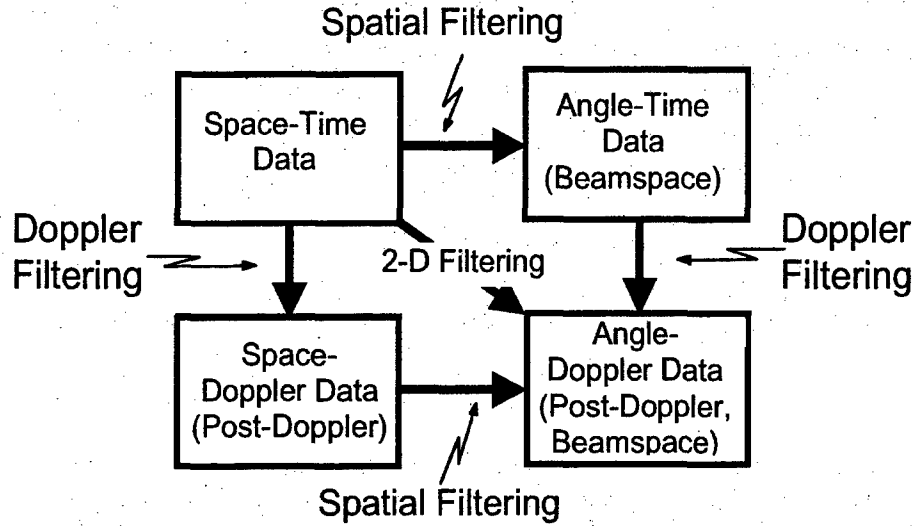 Spatial Filtering
Space-Time
Data
Angle-Time
Data
(Beamspace)
Doppler
Filtering
2-D Filtering
Doppler
Filtering
Space-
Doppler Data
(Post-Doppler)
Angle-
Doppler Data
(Post-Doppler,
Beamspace)
Spatial Filtering